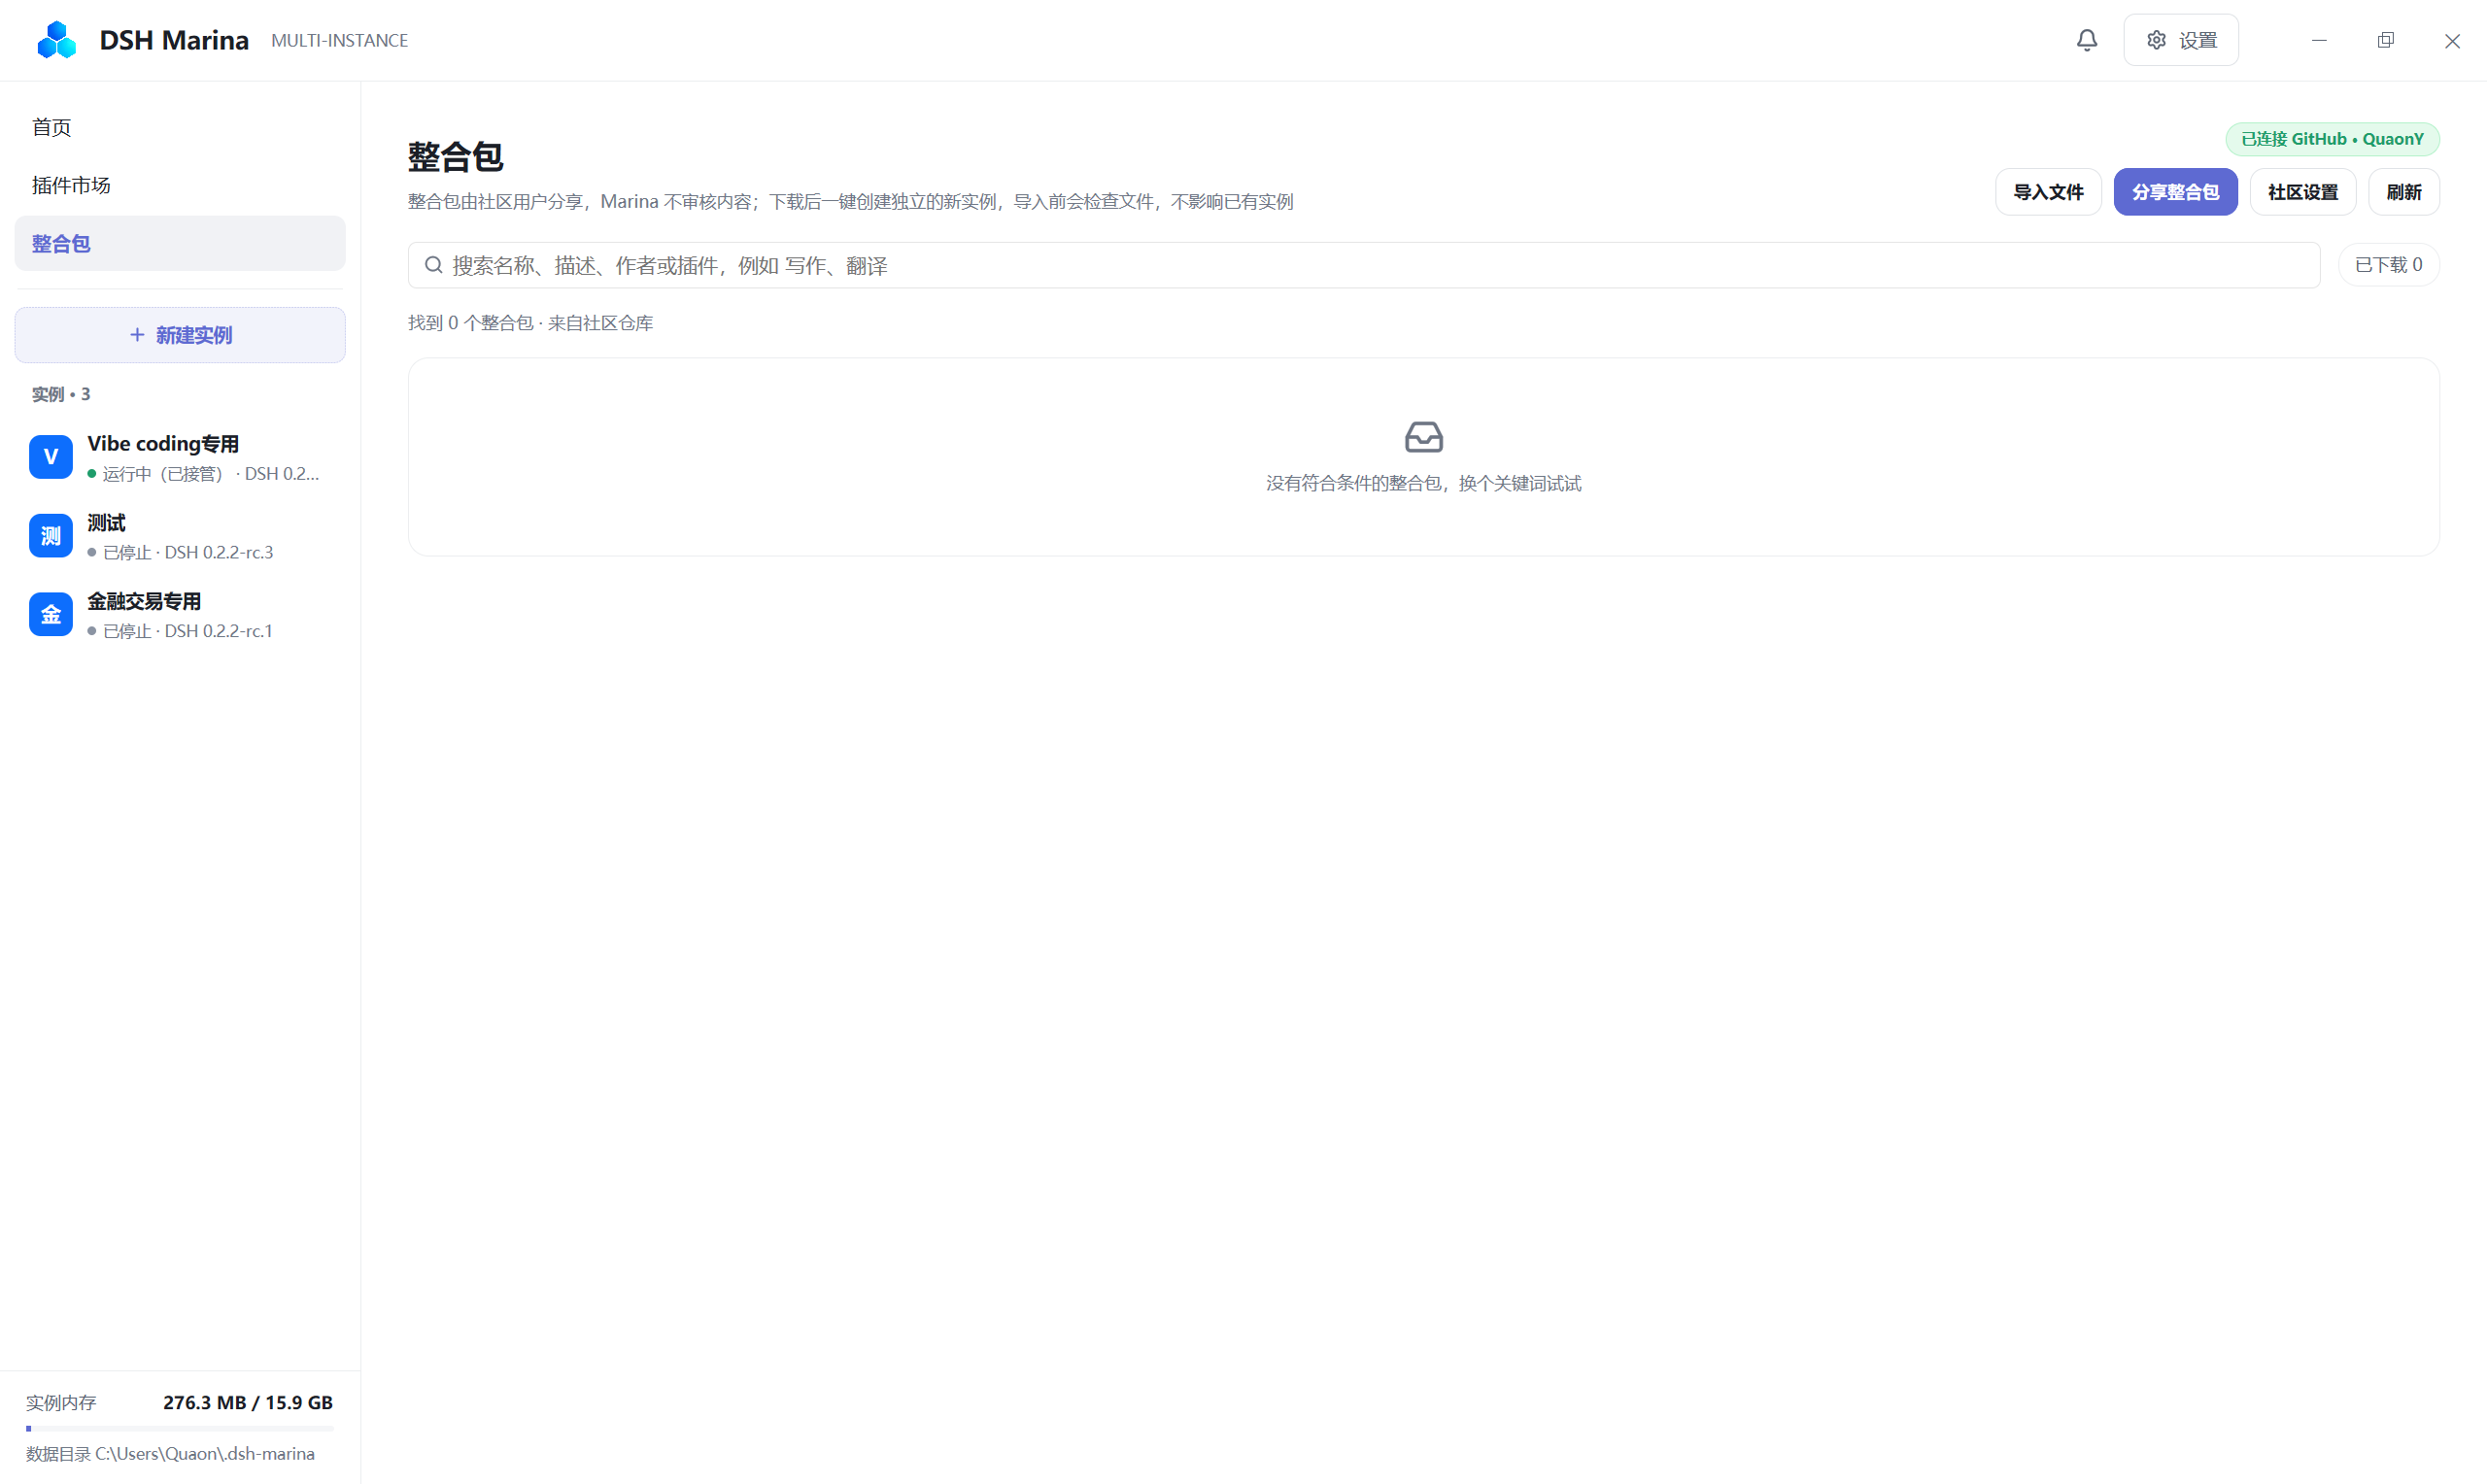 DSH Marina MULTI-INSTANCE
设置
首页
插件市场
整合包
+ 新建实例
实例 • 3
V
Vibe coding专用
运行中（已接管） · DSH 0.2...
测
测试
已停止 · DSH 0.2.2-rc.3
金
金融交易专用
已停止 · DSH 0.2.2-rc.1
实例内存 276.3 MB / 15.9 GB
数据目录 C:\Users\Quaon\.dsh-marina
已连接 GitHub • QuaonY
整合包
整合包由社区用户分享，Marina 不审核内容；下载后一键创建独立的新实例，导入前会检查文件，不影响已有实例
导入文件 分享整合包 社区设置 刷新
搜索名称、描述、作者或插件，例如 写作、翻译
已下载 0
找到 0 个整合包 · 来自社区仓库
没有符合条件的整合包，换个关键词试试